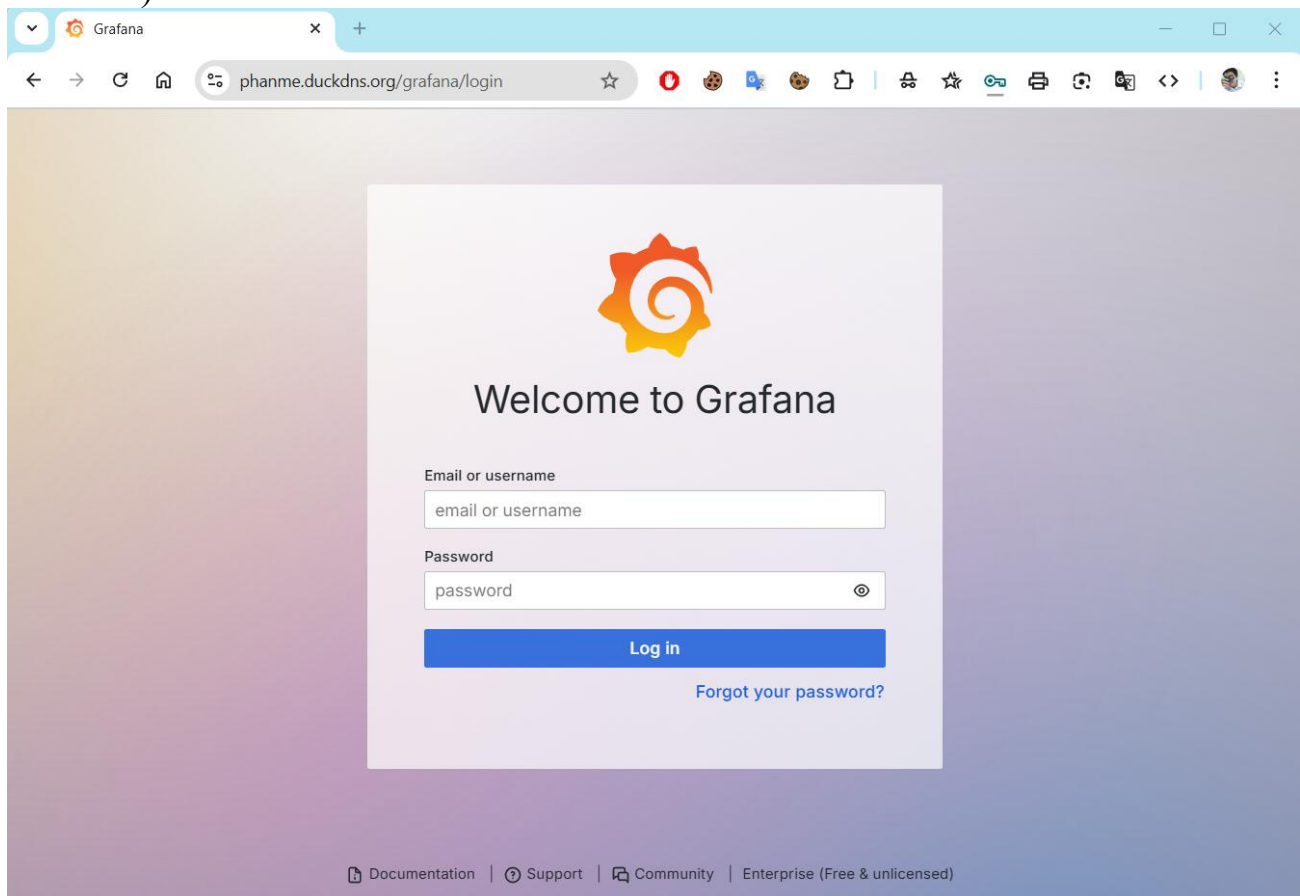 )
Grafana
phanme.duckdns.org/grafana/login
Welcome to Grafana
Email or username
email or username
Password
password
Log in
Forgot your password?
Documentation | Support | Community | Enterprise (Free & unlicensed)